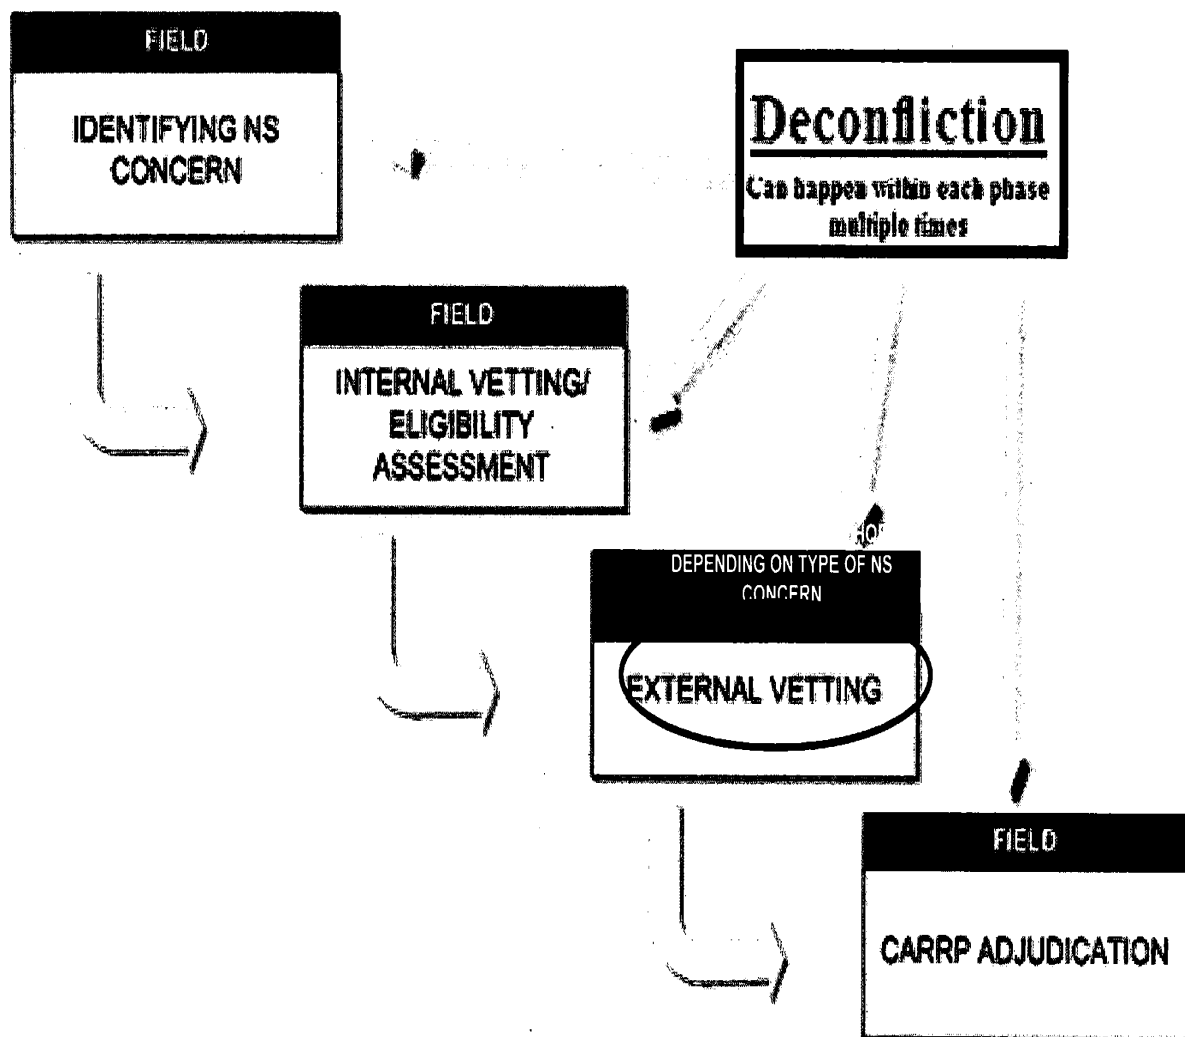 FIELD
IDENTIFYING NS
CONCERN
Deconfliction
Can happen within each phase
multiple times
FIELD
INTERNAL VETTING/
ELIGIBILITY
ASSESSMENT
DEPENDING ON TYPE OF NS
CONCERN
EXTERNAL VETTING
FIELD
CARRP ADJUDICATION